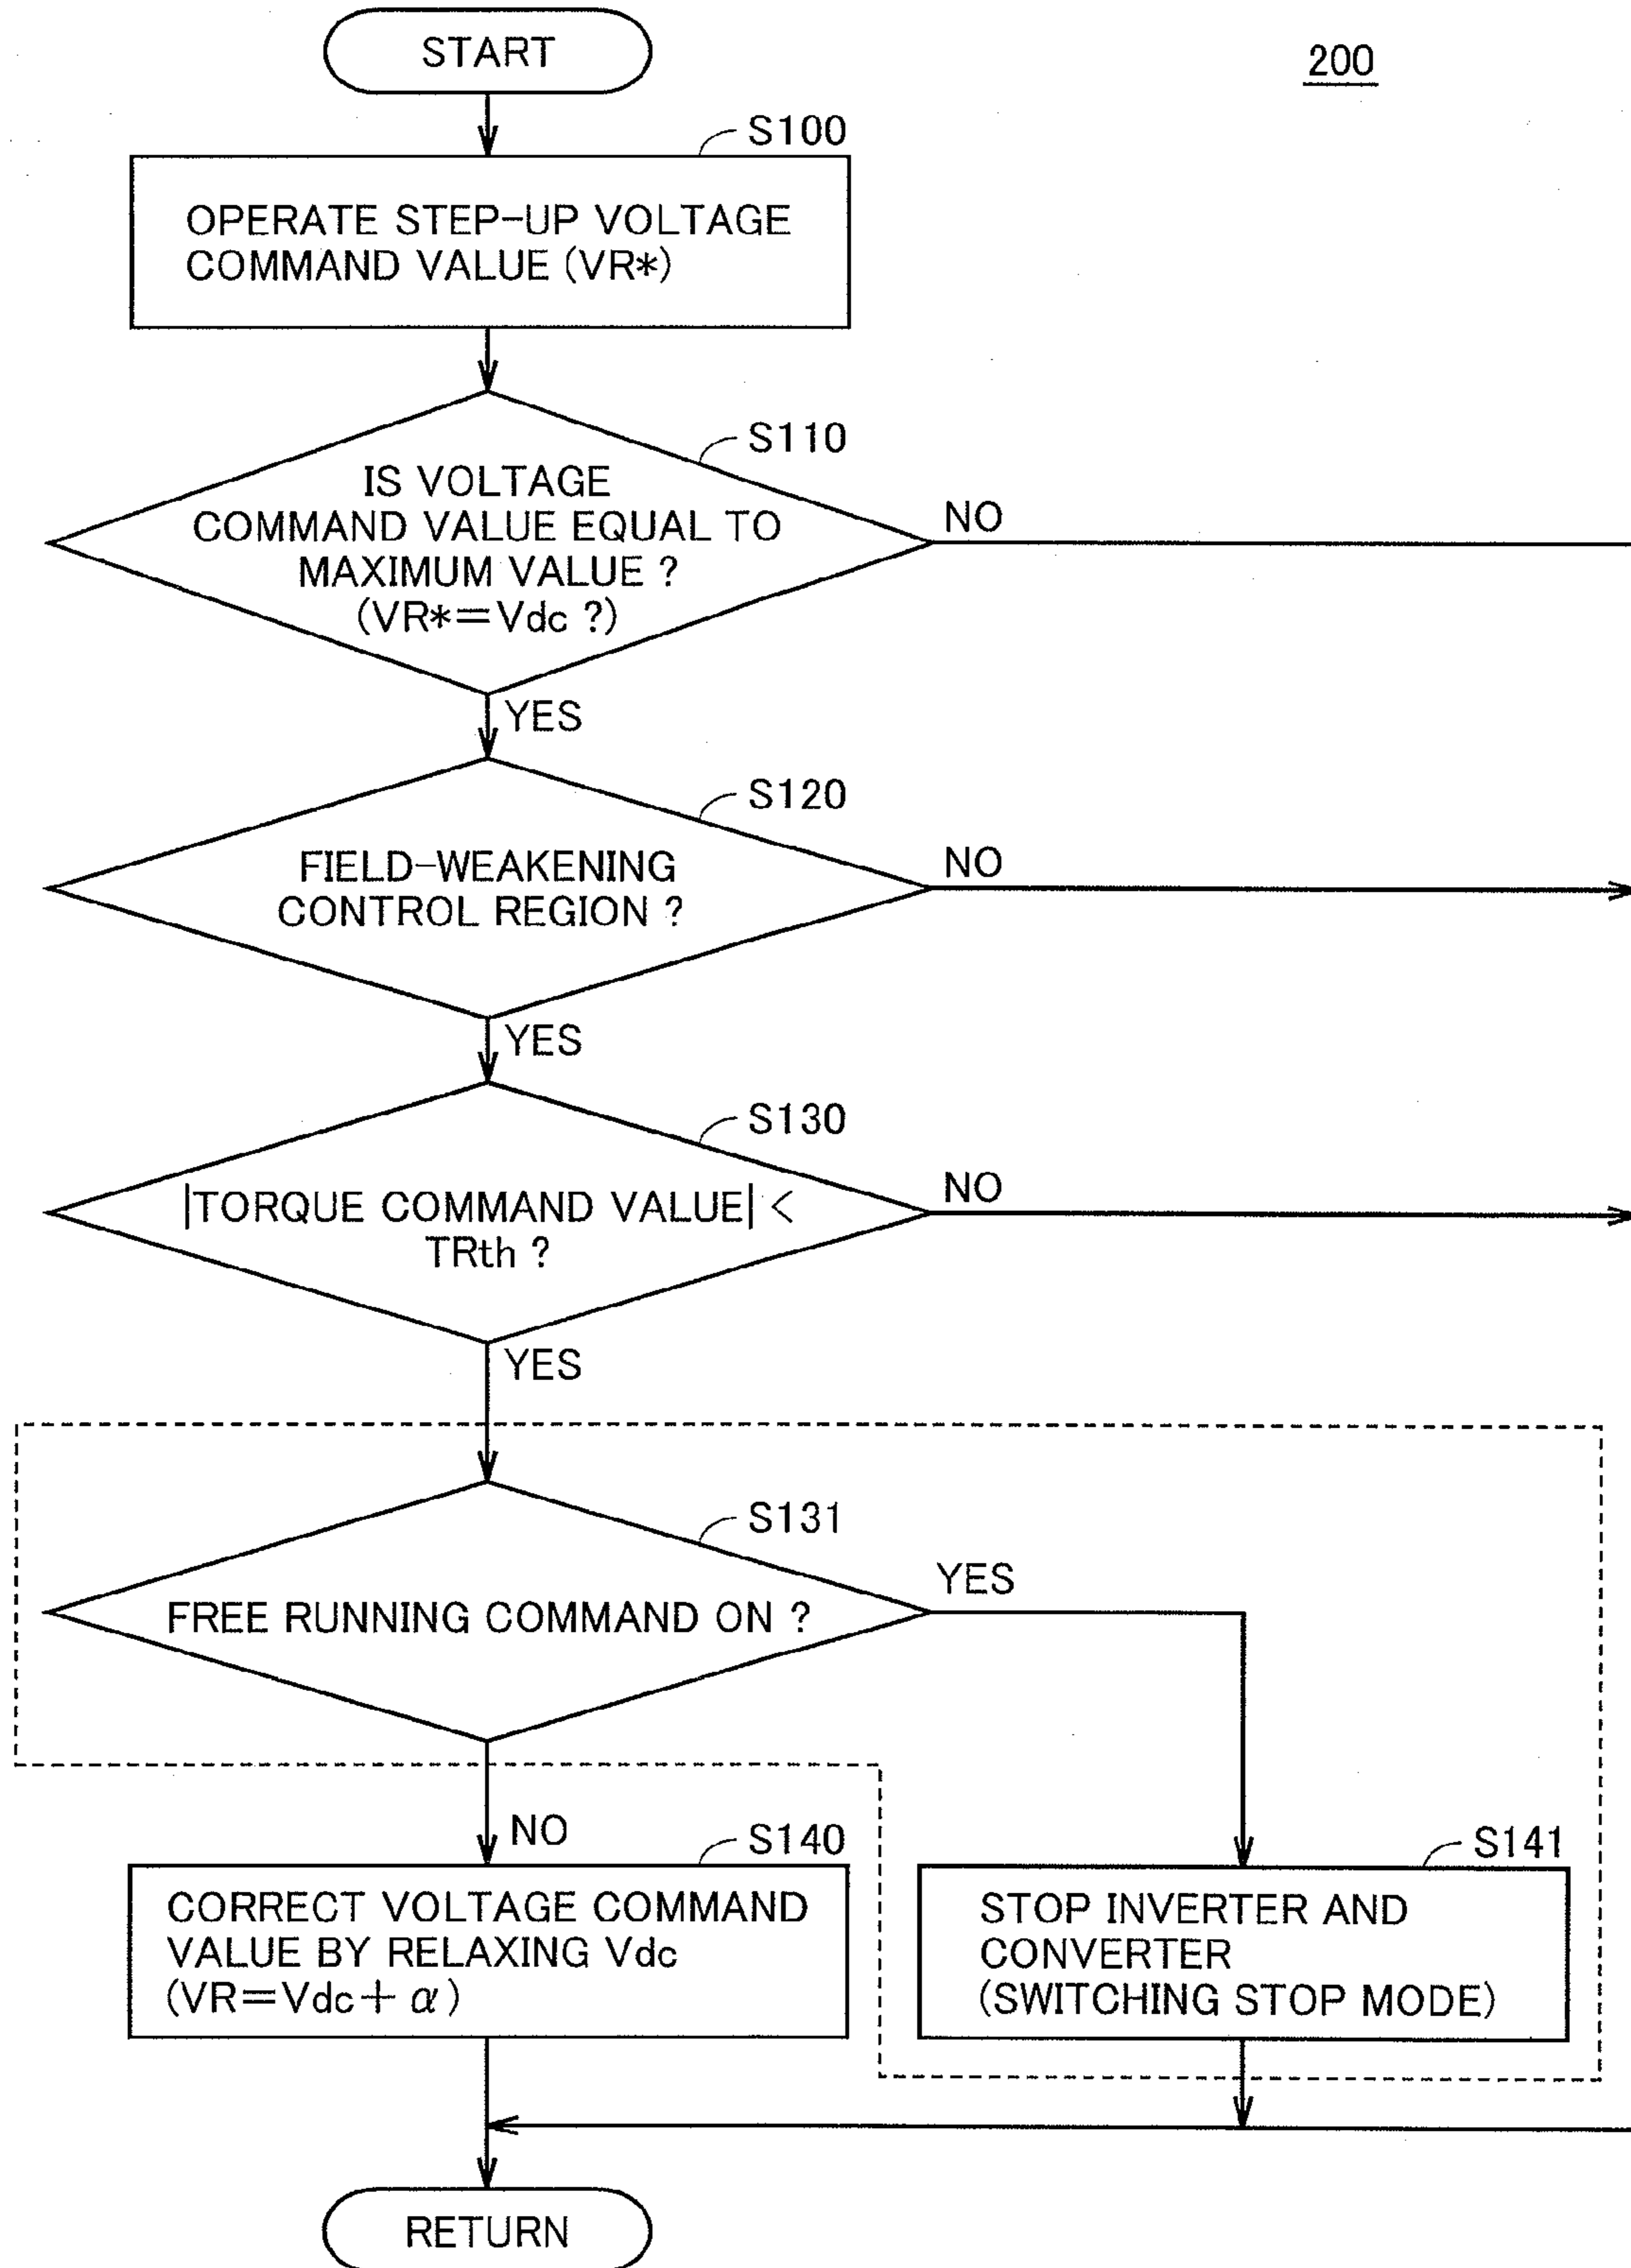 START
200
S100
OPERATE STEP-UP VOLTAGE
COMMAND VALUE (VR*)
S110
IS VOLTAGE
COMMAND VALUE EQUAL TO
MAXIMUM VALUE ?
(VR*=Vdc ?)
NO
YES
S120
FIELD-WEAKENING
CONTROL REGION ?
NO
YES
S130
|TORQUE COMMAND VALUE| <
TRth ?
NO
YES
S131
FREE RUNNING COMMAND ON ?
YES
NO
S140
CORRECT VOLTAGE COMMAND
VALUE BY RELAXING Vdc
(VR=Vdc+α)
S141
STOP INVERTER AND
CONVERTER
(SWITCHING STOP MODE)
RETURN